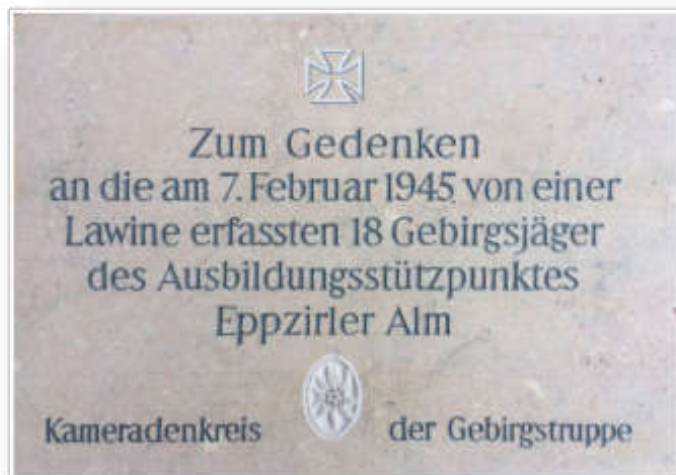 Zum Gedenken
an die am 7. Februar 1945 von einer
Lawine erfassten 18 Gebirgsjäger
des Ausbildungsstützpunktes
Eppzirler Alm
Kameradenkreis der Gebirgstruppe